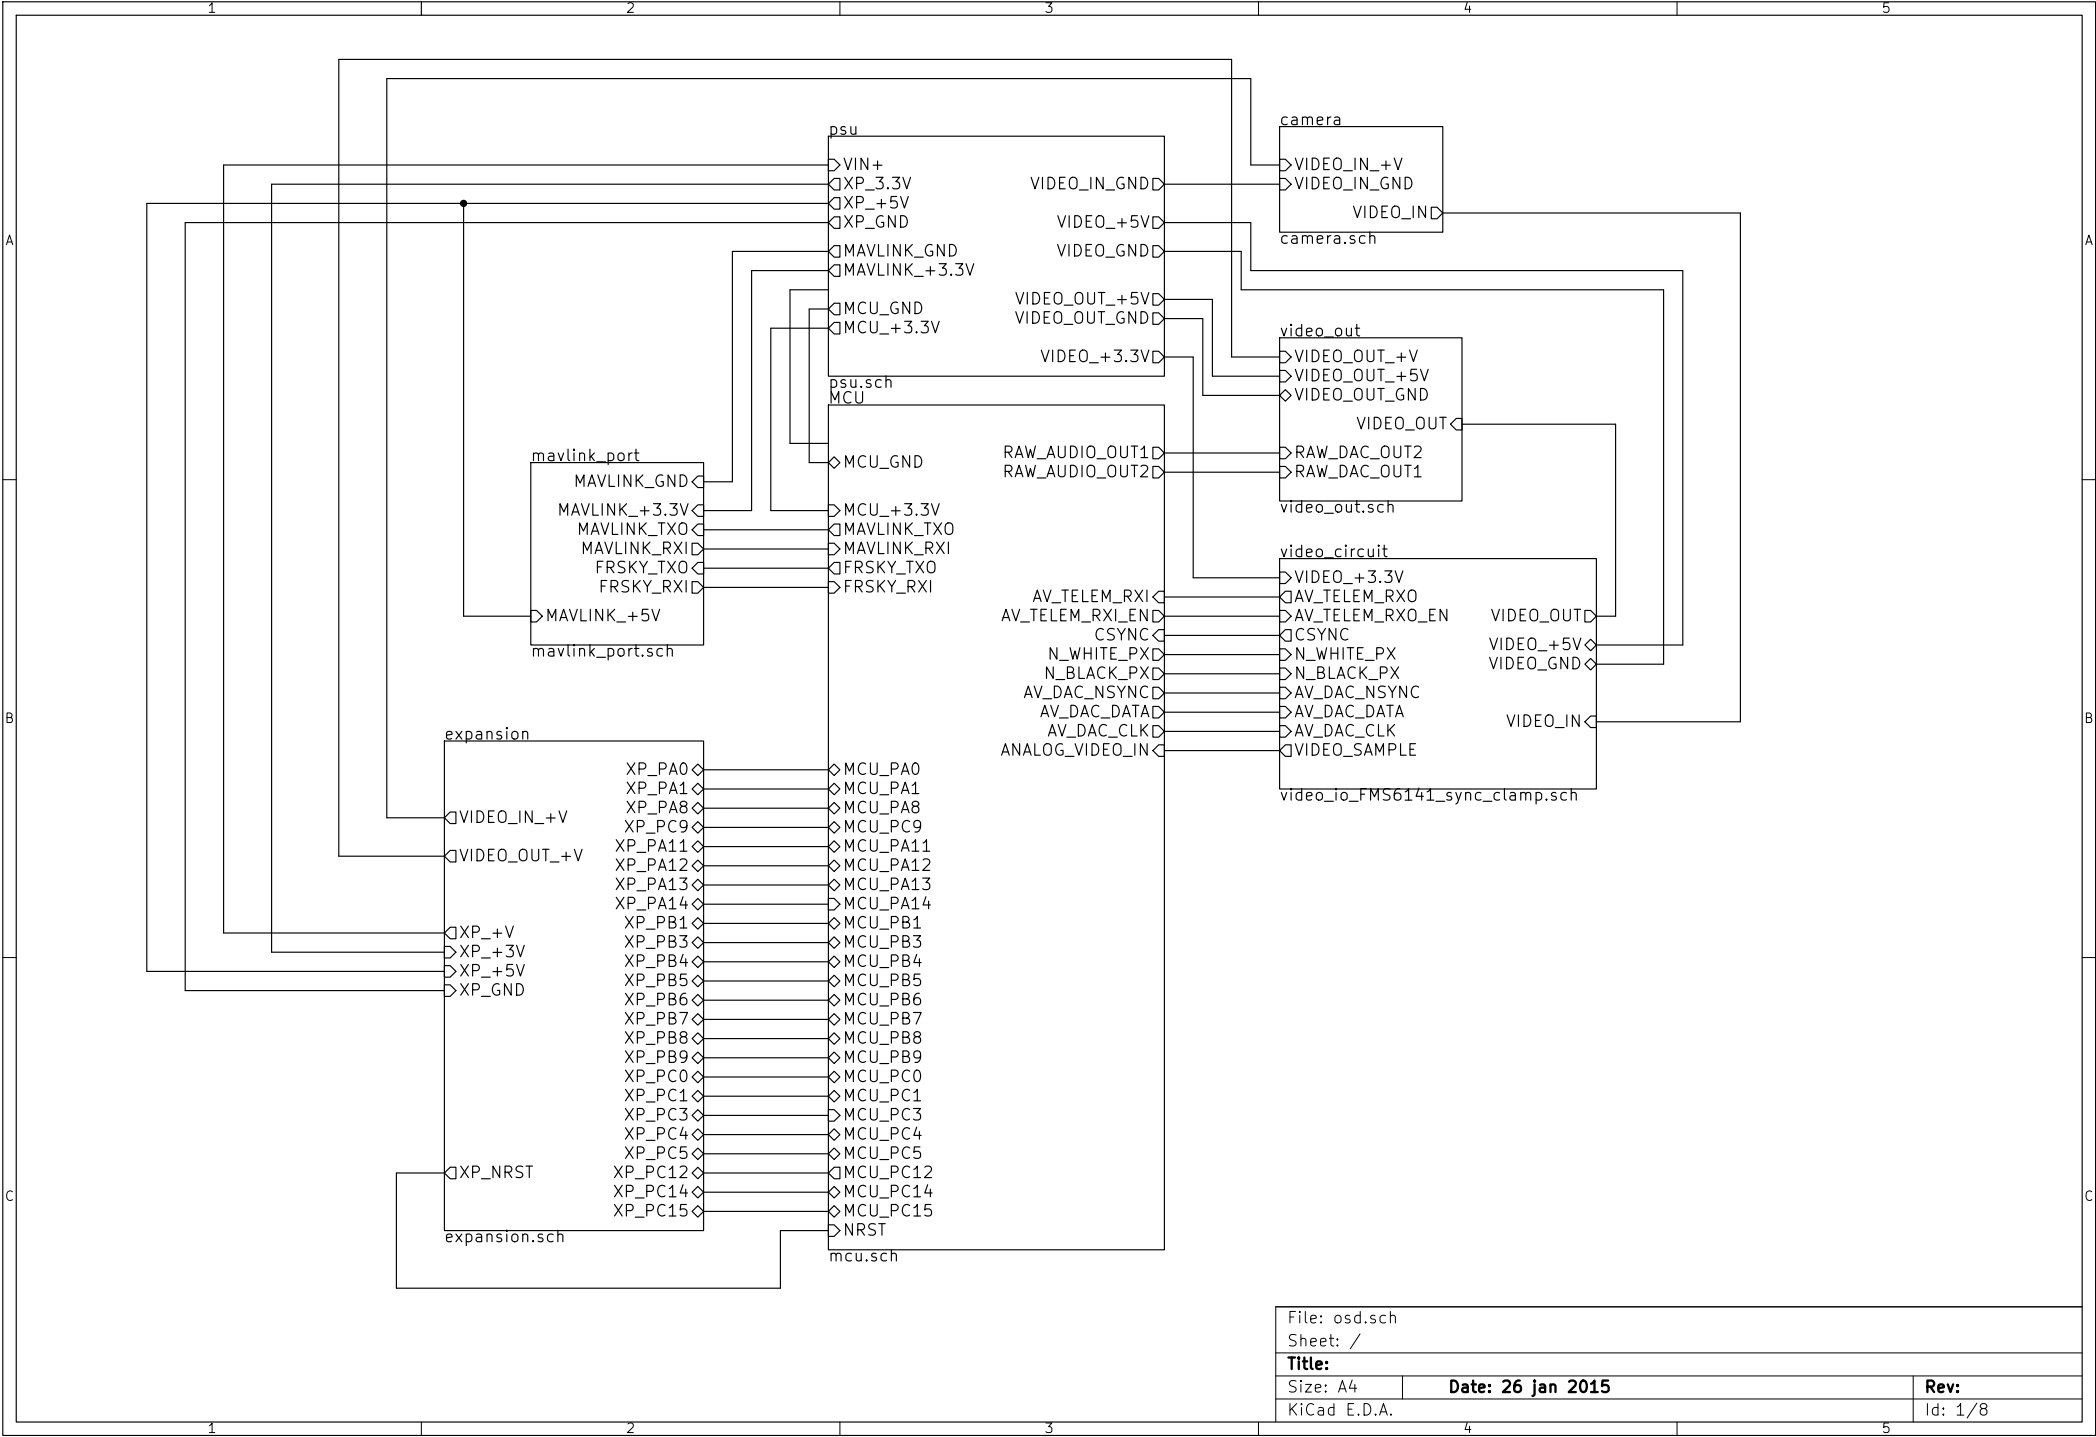 1 2 3 4 5
A
B
C
psu
VIN+
XP_3.3V
XP_+5V
XP_GND
MAVLINK_GND
MAVLINK_+3.3V
MCU_GND
MCU_+3.3V
VIDEO_IN_GND
VIDEO_+5V
VIDEO_GND
VIDEO_OUT_+5V
VIDEO_OUT_GND
VIDEO_+3.3V
psu.sch
camera
VIDEO_IN_+V
VIDEO_IN_GND
VIDEO_IN
camera.sch
video_out
VIDEO_OUT_+V
VIDEO_OUT_+5V
VIDEO_OUT_GND
VIDEO_OUT
RAW_DAC_OUT2
RAW_DAC_OUT1
video_out.sch
mavlink_port
MAVLINK_GND
MAVLINK_+3.3V
MAVLINK_TXO
MAVLINK_RXI
FRSKY_TXO
FRSKY_RXI
MAVLINK_+5V
mavlink_port.sch
MCU
MCU_GND
MCU_+3.3V
MAVLINK_TXO
MAVLINK_RXI
FRSKY_TXO
FRSKY_RXI
MCU_PA0
MCU_PA1
MCU_PA8
MCU_PC9
MCU_PA11
MCU_PA12
MCU_PA13
MCU_PA14
MCU_PB1
MCU_PB3
MCU_PB4
MCU_PB5
MCU_PB6
MCU_PB7
MCU_PB8
MCU_PB9
MCU_PC0
MCU_PC1
MCU_PC3
MCU_PC4
MCU_PC5
MCU_PC12
MCU_PC14
MCU_PC15
NRST
RAW_AUDIO_OUT1
RAW_AUDIO_OUT2
AV_TELEM_RXI
AV_TELEM_RXI_EN
CSYNC
N_WHITE_PX
N_BLACK_PX
AV_DAC_NSYNC
AV_DAC_DATA
AV_DAC_CLK
ANALOG_VIDEO_IN
mcu.sch
video_circuit
VIDEO_+3.3V
AV_TELEM_RXO
AV_TELEM_RXO_EN
CSYNC
N_WHITE_PX
N_BLACK_PX
AV_DAC_NSYNC
AV_DAC_DATA
AV_DAC_CLK
VIDEO_SAMPLE
VIDEO_OUT
VIDEO_+5V
VIDEO_GND
VIDEO_IN
video_io_FMS6141_sync_clamp.sch
expansion
VIDEO_IN_+V
VIDEO_OUT_+V
XP_+V
XP_+3V
XP_+5V
XP_GND
XP_NRST
XP_PA0
XP_PA1
XP_PA8
XP_PC9
XP_PA11
XP_PA12
XP_PA13
XP_PA14
XP_PB1
XP_PB3
XP_PB4
XP_PB5
XP_PB6
XP_PB7
XP_PB8
XP_PB9
XP_PC0
XP_PC1
XP_PC3
XP_PC4
XP_PC5
XP_PC12
XP_PC14
XP_PC15
expansion.sch
A
B
C
File: osd.sch
Sheet: /
Title:
Size: A4 Date: 26 jan 2015 Rev:
KiCad E.D.A. Id: 1/8
1 2 3 4 5